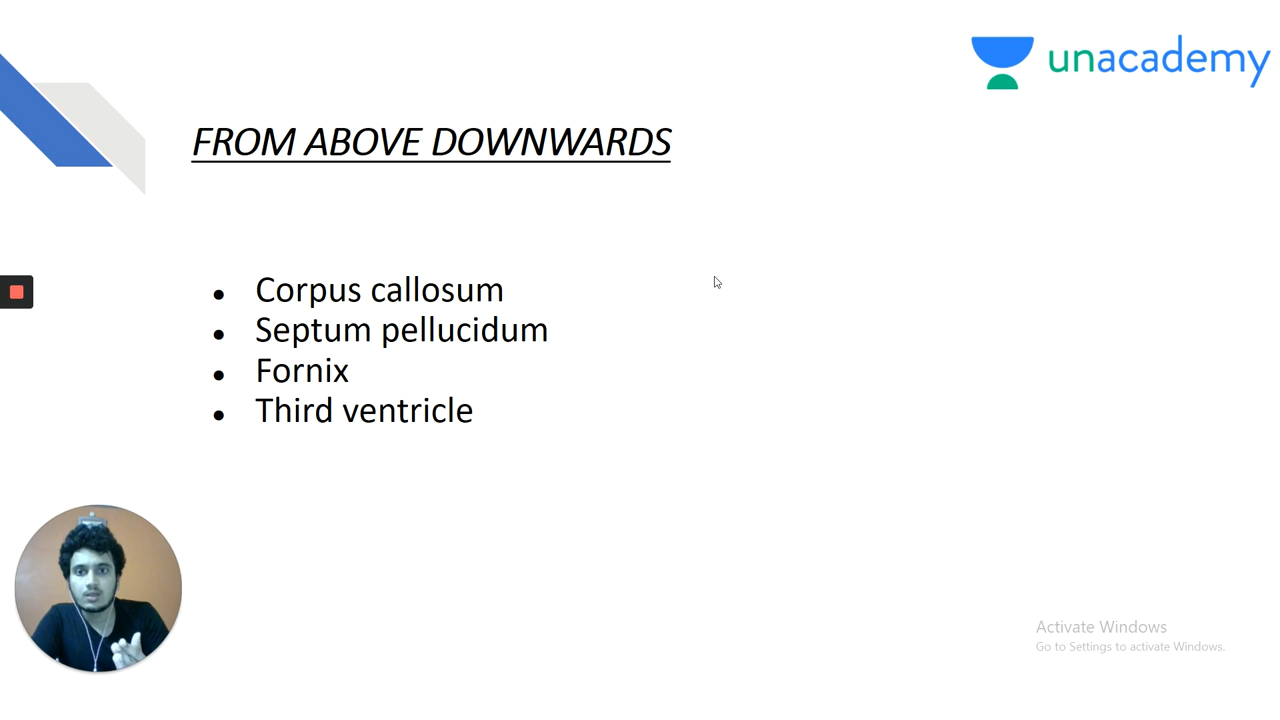 unacademy
FROM ABOVE DOWNWARDS
● Corpus callosum
● Septum pellucidum
● Fornix
● Third ventricle
Activate Windows
Go to Settings to activate Windows.